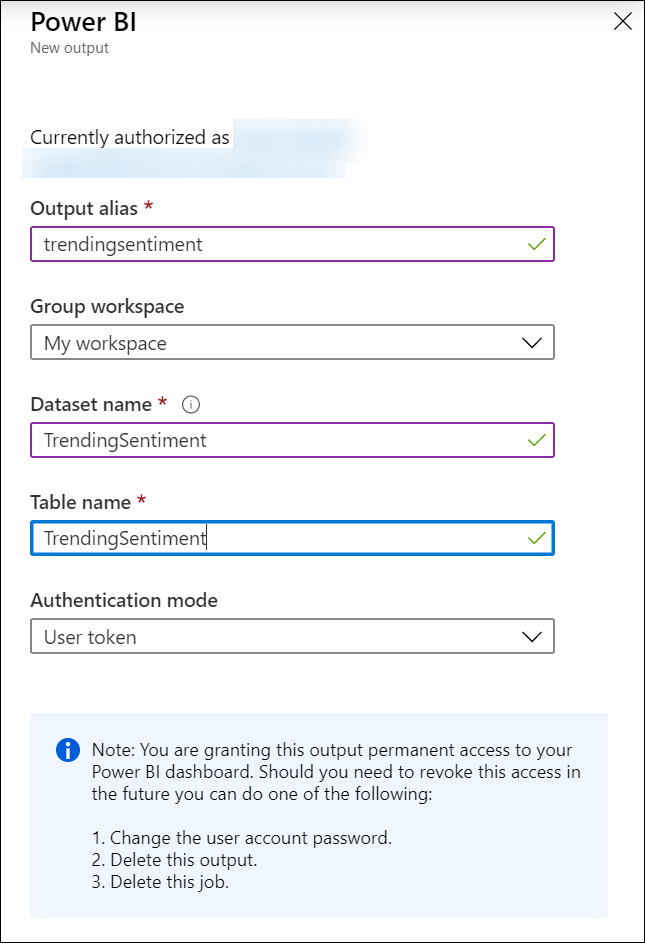 Power BI
New output
Currently authorized as
Output alias *
trendingsentiment
Group workspace
My workspace
Dataset name *
TrendingSentiment
Table name *
TrendingSentiment
Authentication mode
User token
Note: You are granting this output permanent access to your
Power BI dashboard. Should you need to revoke this access in
the future you can do one of the following:
1. Change the user account password.
2. Delete this output.
3. Delete this job.